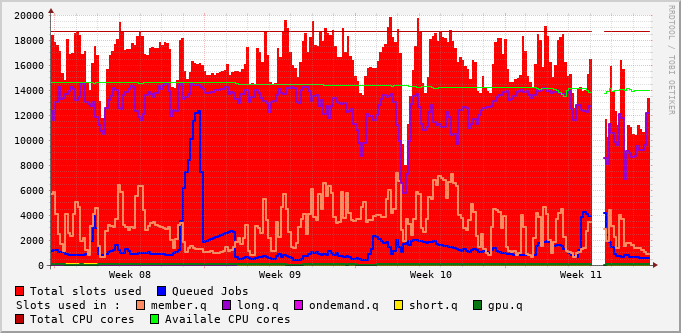 20000
18000
16000
14000
12000
10000
8000
6000
4000
2000
0
Week 08 Week 09 Week 10 Week 11
Total slots used Queued Jobs
Slots used in : member.q long.q ondemand.q short.q gpu.q
Total CPU cores Availale CPU cores
RRDTOOL / TOBI OETIKER